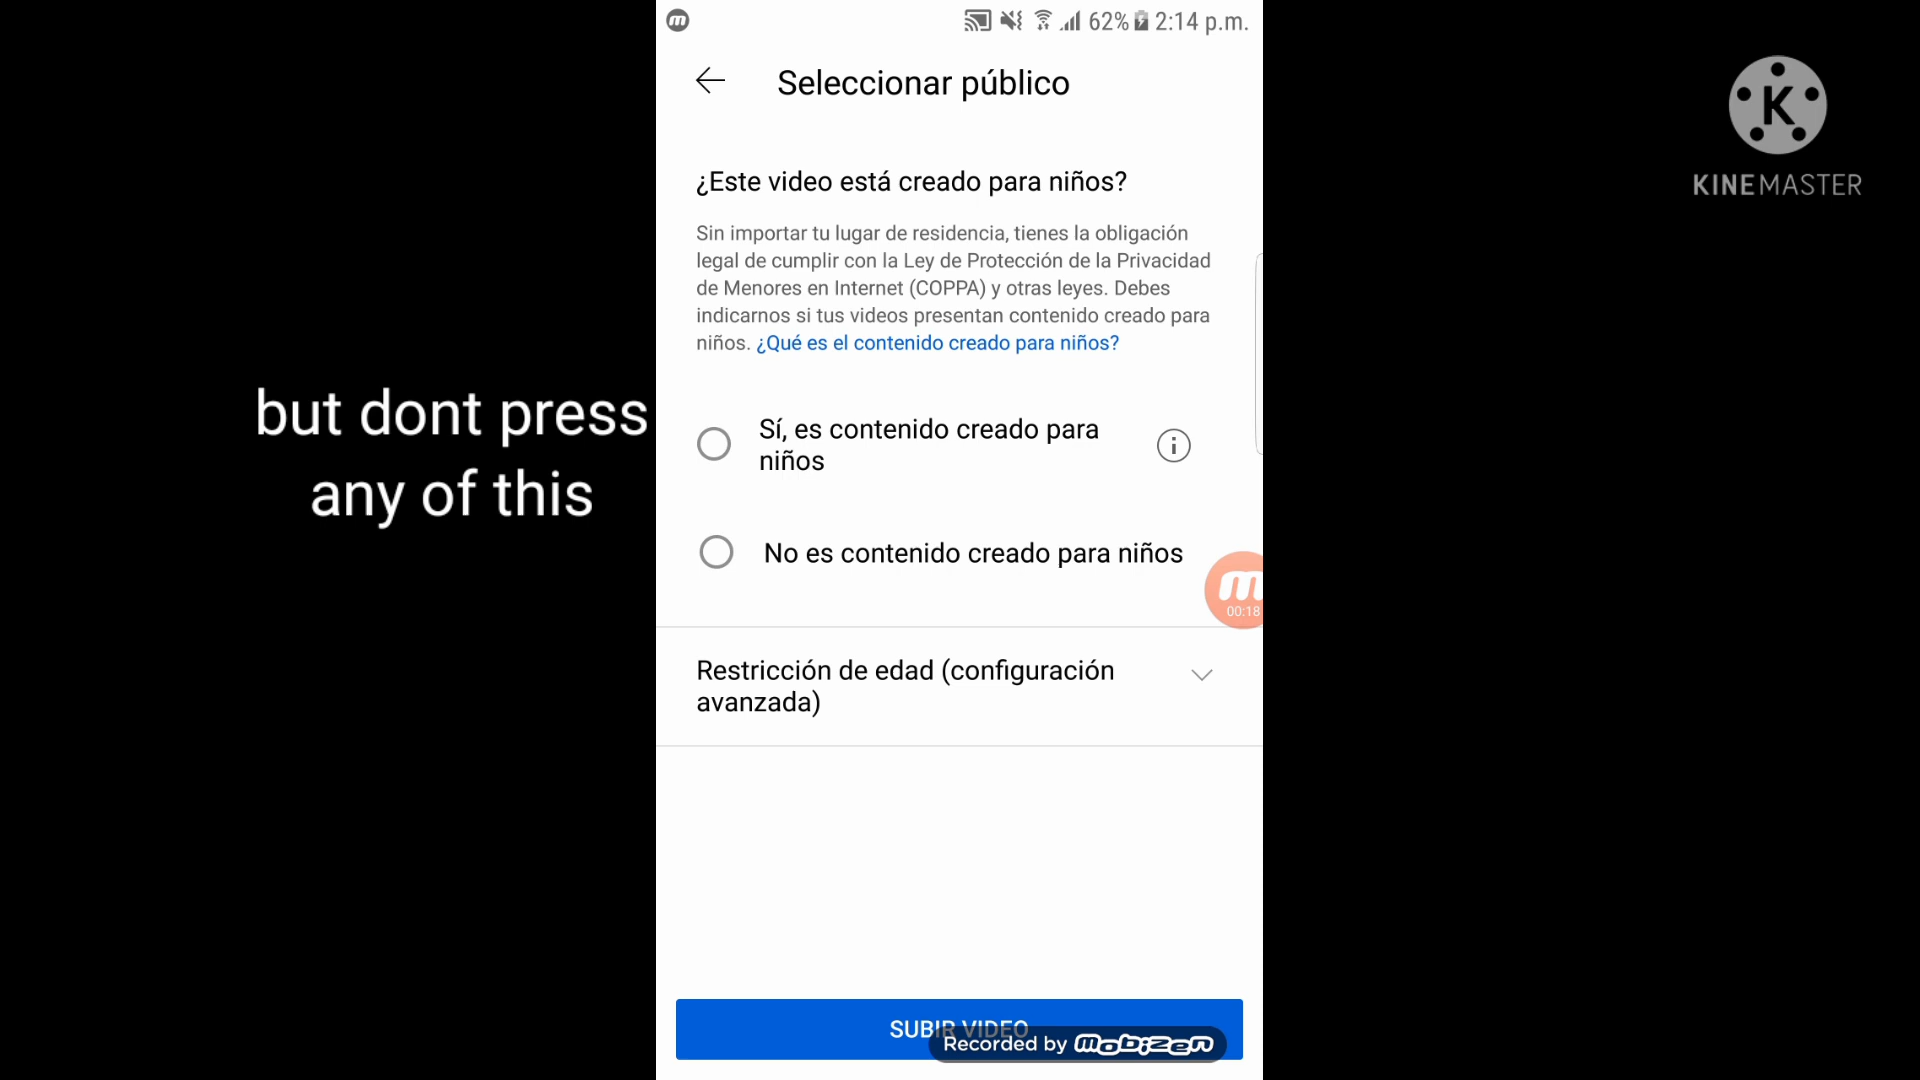 62% 2:14 p.m.
Seleccionar público
KINEMASTER
¿Este video está creado para niños?
Sin importar tu lugar de residencia, tienes la obligación
legal de cumplir con la Ley de Protección de la Privacidad
de Menores en Internet (COPPA) y otras leyes. Debes
indicarnos si tus videos presentan contenido creado para
niños. ¿Qué es el contenido creado para niños?
but dont press
any of this
Sí, es contenido creado para
niños
No es contenido creado para niños
00:18
Restricción de edad (configuración
avanzada)
SUBIR VIDEO
Recorded by mobizen